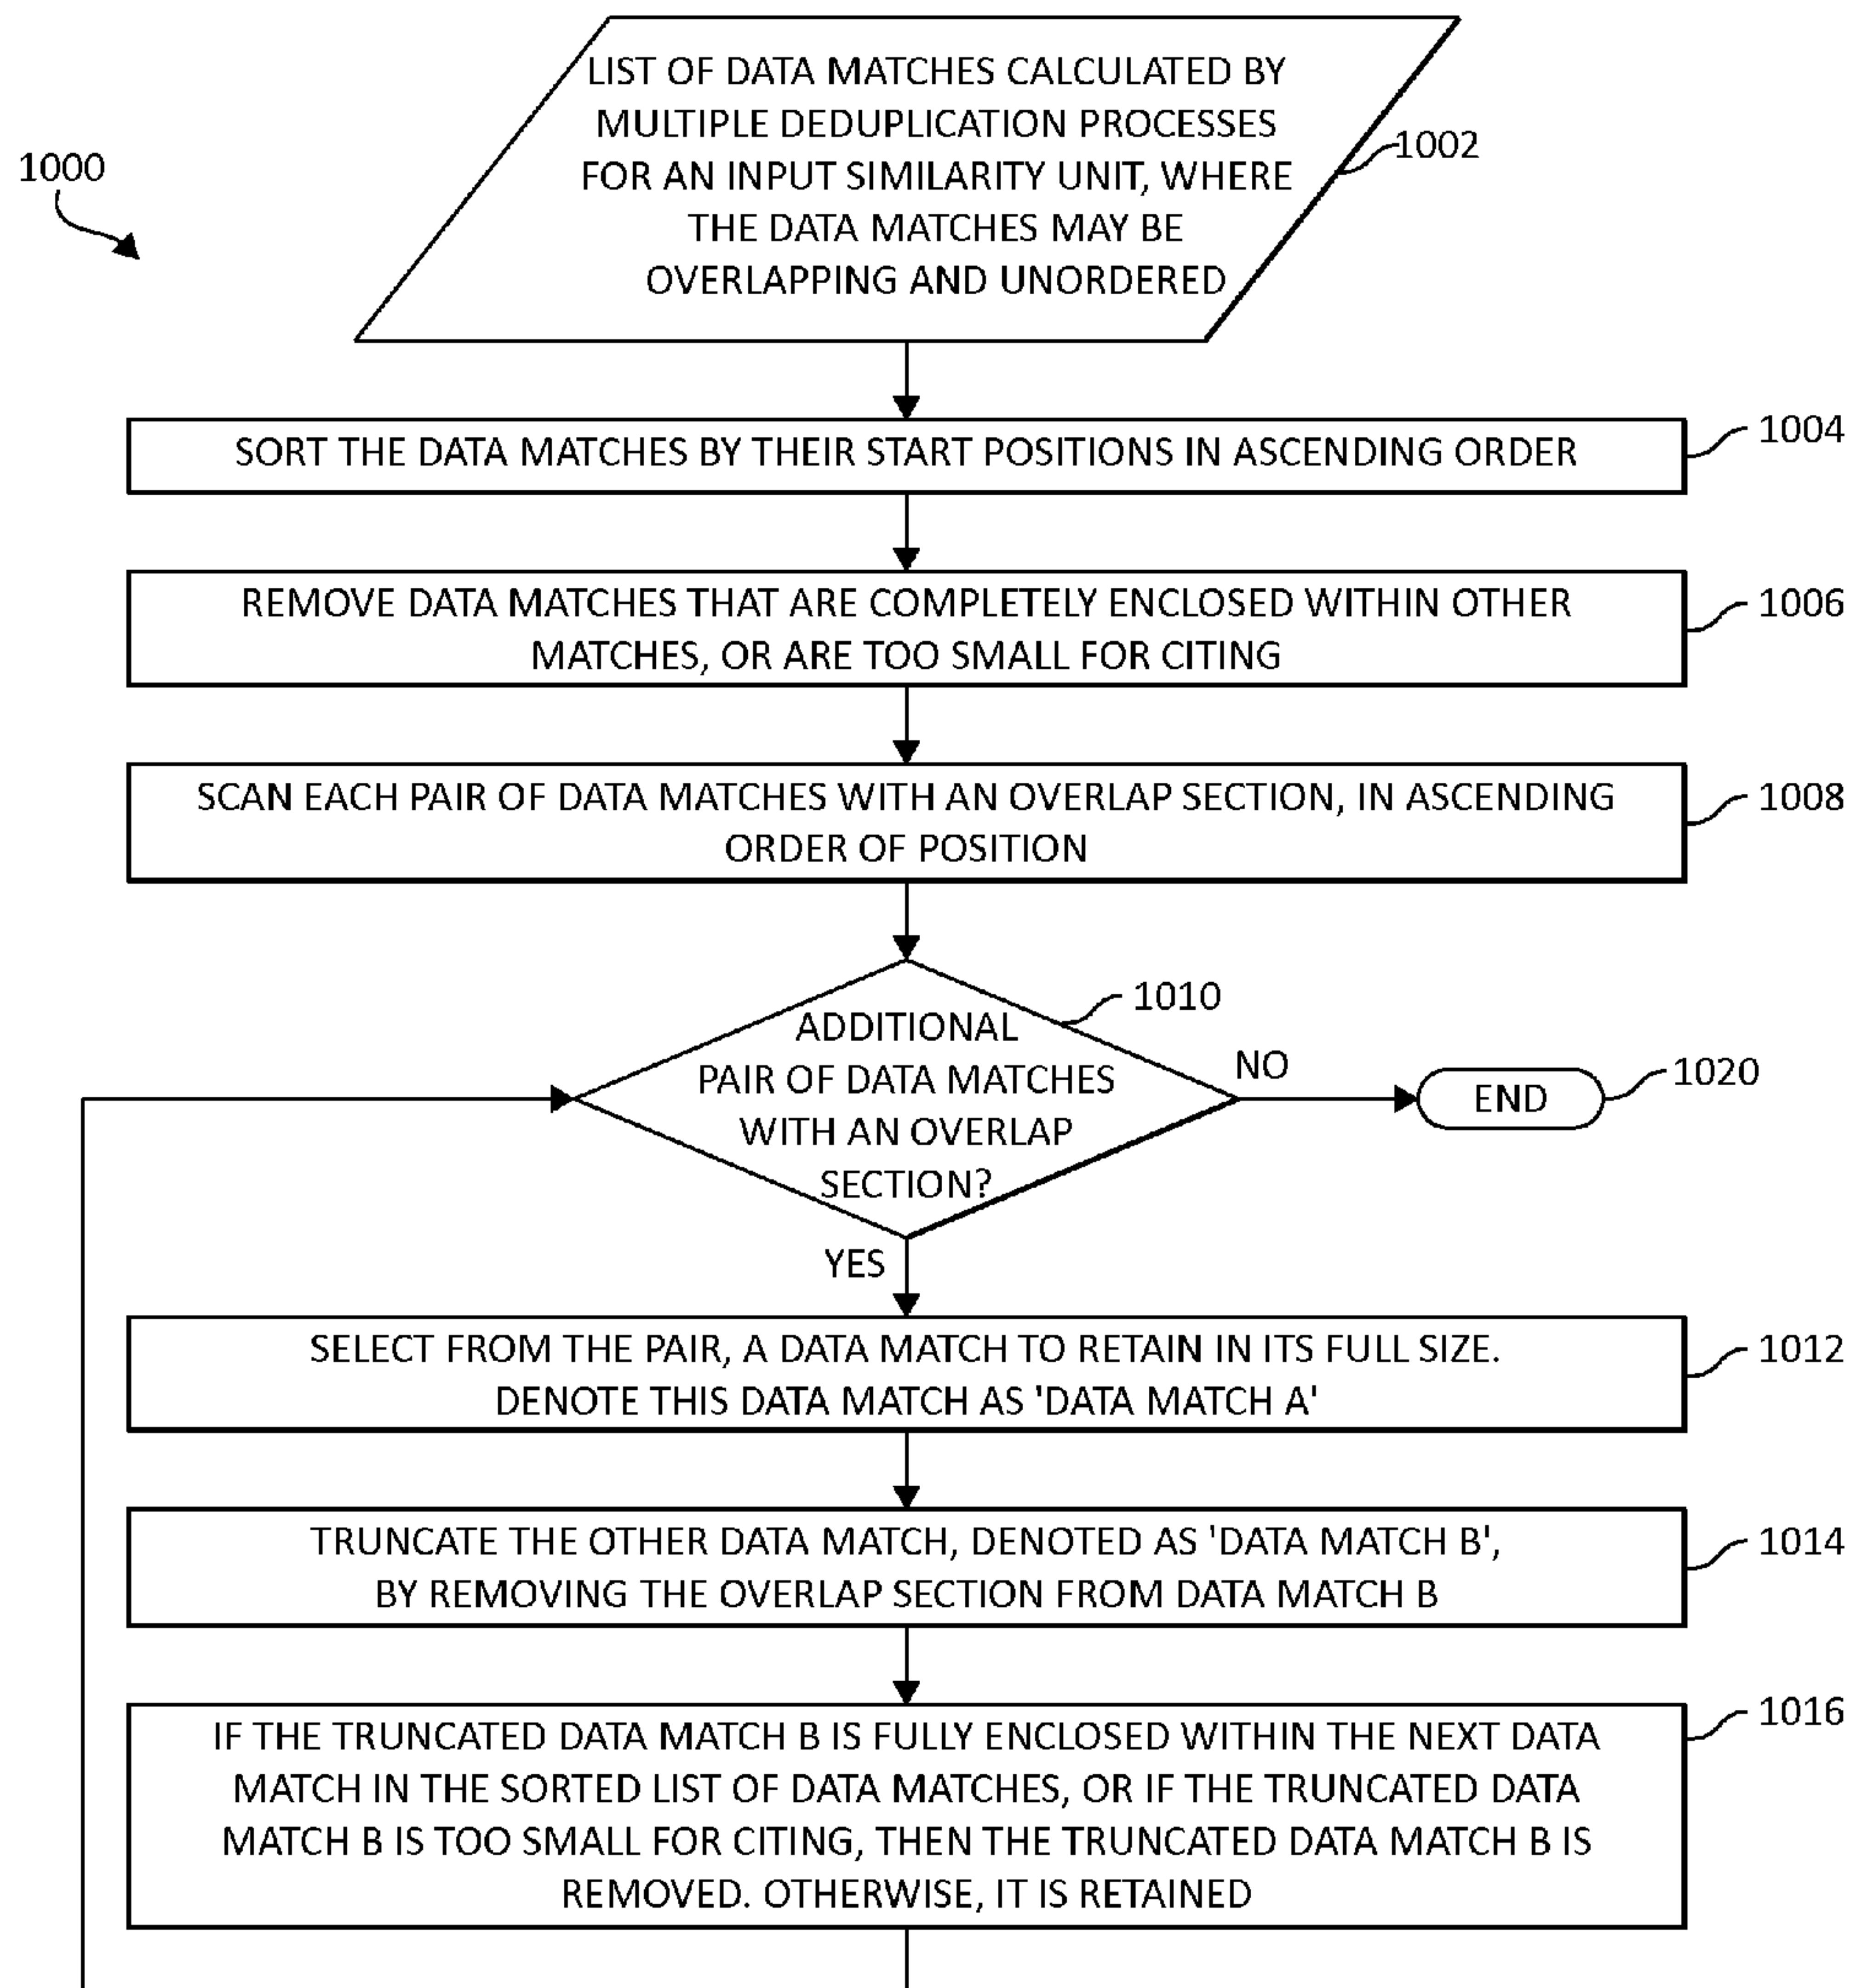 1000
LIST OF DATA MATCHES CALCULATED BY
MULTIPLE DEDUPLICATION PROCESSES
FOR AN INPUT SIMILARITY UNIT, WHERE
THE DATA MATCHES MAY BE
OVERLAPPING AND UNORDERED
1002
SORT THE DATA MATCHES BY THEIR START POSITIONS IN ASCENDING ORDER
1004
REMOVE DATA MATCHES THAT ARE COMPLETELY ENCLOSED WITHIN OTHER
MATCHES, OR ARE TOO SMALL FOR CITING
1006
SCAN EACH PAIR OF DATA MATCHES WITH AN OVERLAP SECTION, IN ASCENDING
ORDER OF POSITION
1008
ADDITIONAL
PAIR OF DATA MATCHES
WITH AN OVERLAP
SECTION?
1010
NO
END
1020
YES
SELECT FROM THE PAIR, A DATA MATCH TO RETAIN IN ITS FULL SIZE.
DENOTE THIS DATA MATCH AS 'DATA MATCH A'
1012
TRUNCATE THE OTHER DATA MATCH, DENOTED AS 'DATA MATCH B',
BY REMOVING THE OVERLAP SECTION FROM DATA MATCH B
1014
IF THE TRUNCATED DATA MATCH B IS FULLY ENCLOSED WITHIN THE NEXT DATA
MATCH IN THE SORTED LIST OF DATA MATCHES, OR IF THE TRUNCATED DATA
MATCH B IS TOO SMALL FOR CITING, THEN THE TRUNCATED DATA MATCH B IS
REMOVED. OTHERWISE, IT IS RETAINED
1016